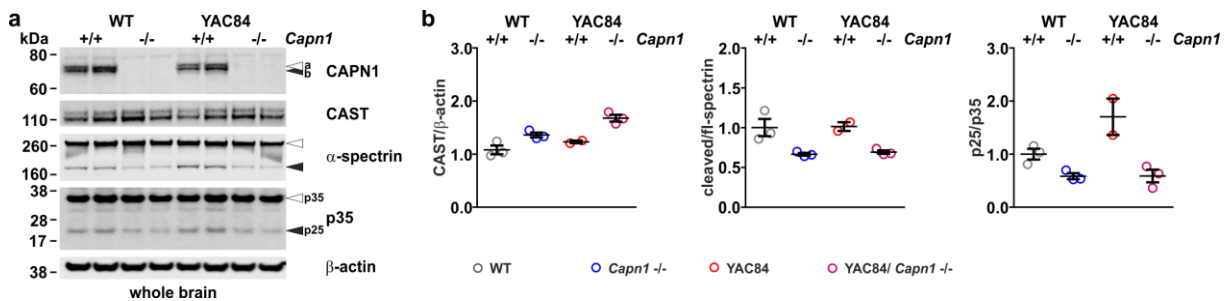 a
WT YAC84
kDa +/+ -/- +/+ -/- Capn1
80
60
a
b
CAPN1
110
CAST
260
160
α-spectrin
38
28
17
p35
p25
p35
38
β-actin
whole brain
b
WT YAC84
+/+ -/- +/+ -/- Capn1
CAST/β-actin
3.0
2.0
1.0
0.0
WT YAC84
+/+ -/- +/+ -/- Capn1
cleaved/fl-spectrin
2.0
1.5
1.0
0.5
0.0
WT YAC84
+/+ -/- +/+ -/- Capn1
p25/p35
3.0
2.0
1.0
0.0
WT Capn1 -/- YAC84 YAC84/ Capn1 -/-